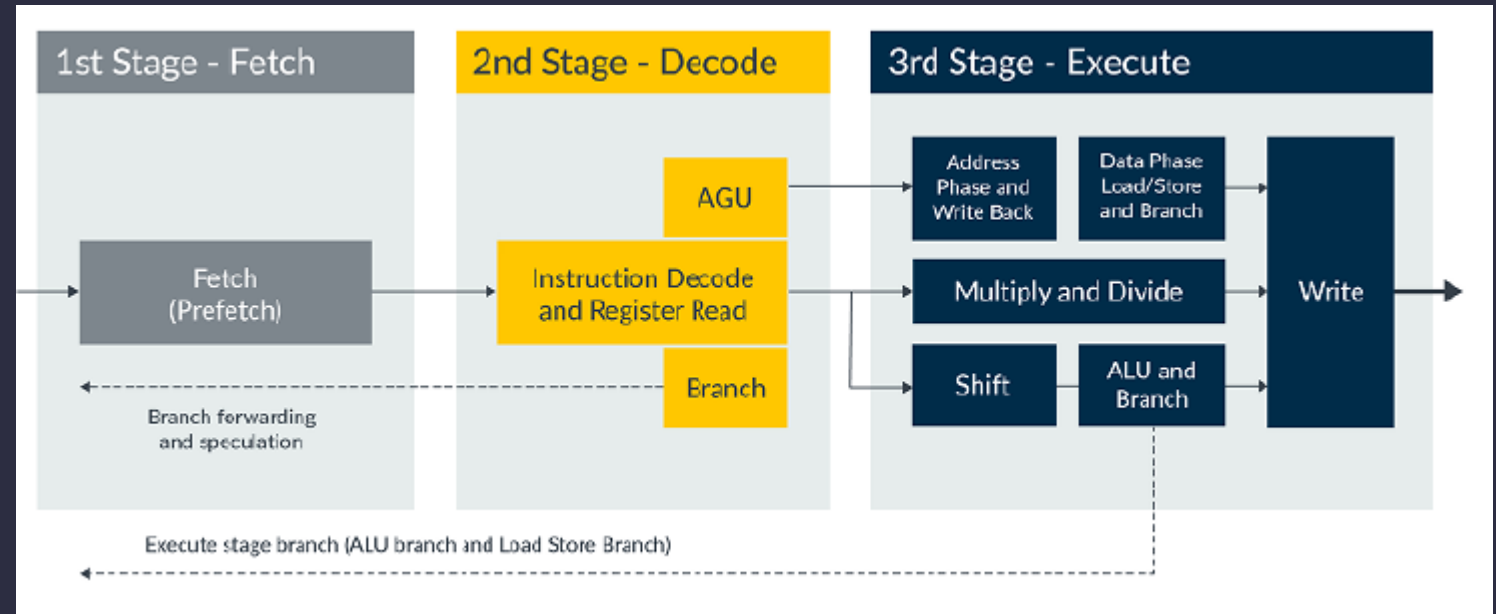 1st Stage - Fetch
2nd Stage - Decode
3rd Stage - Execute
Fetch
(Prefetch)
Branch forwarding
and speculation
AGU
Instruction Decode
and Register Read
Branch
Address
Phase and
Write Back
Data Phase
Load/Store
and Branch
Multiply and Divide
Shift
ALU and
Branch
Write
Execute stage branch (ALU branch and Load Store Branch)